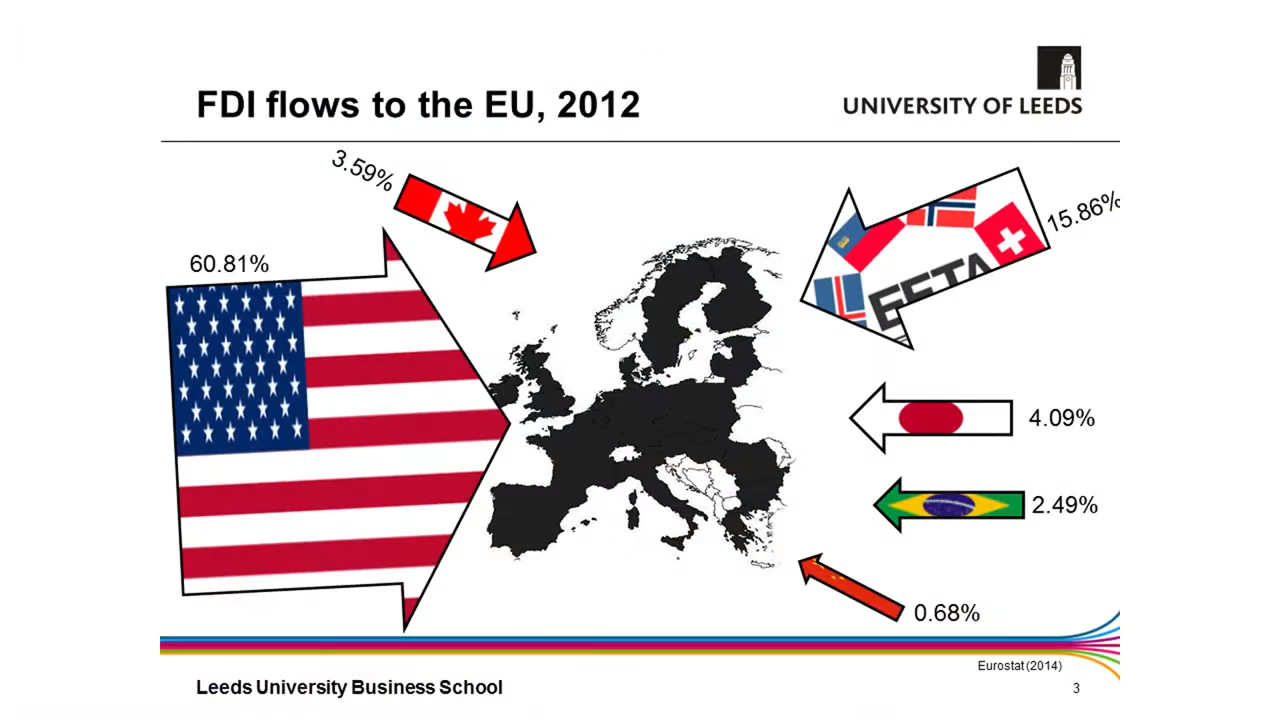 FDI flows to the EU, 2012
UNIVERSITY OF LEEDS
3.59%
15.86%
60.81%
EFTA
4.09%
2.49%
0.68%
Eurostat (2014)
Leeds University Business School
3